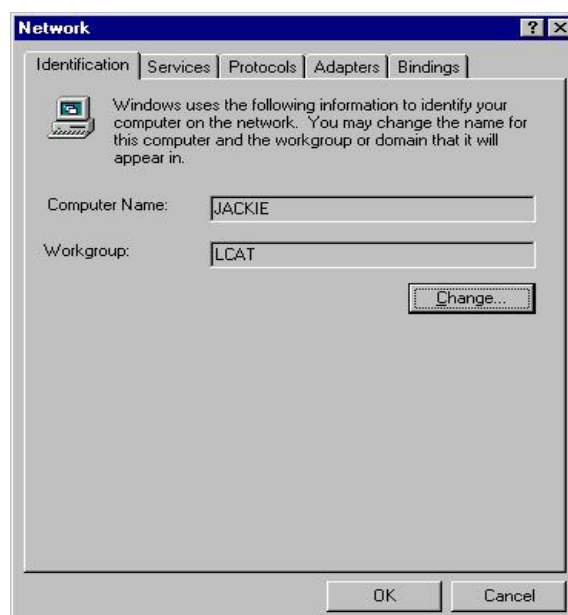 Network
Identification Services Protocols Adapters Bindings
Windows uses the following information to identify your
computer on the network. You may change the name for
this computer and the workgroup or domain that it will
appear in.
Computer Name: JACKIE
Workgroup: LCAT
Change...
OK Cancel